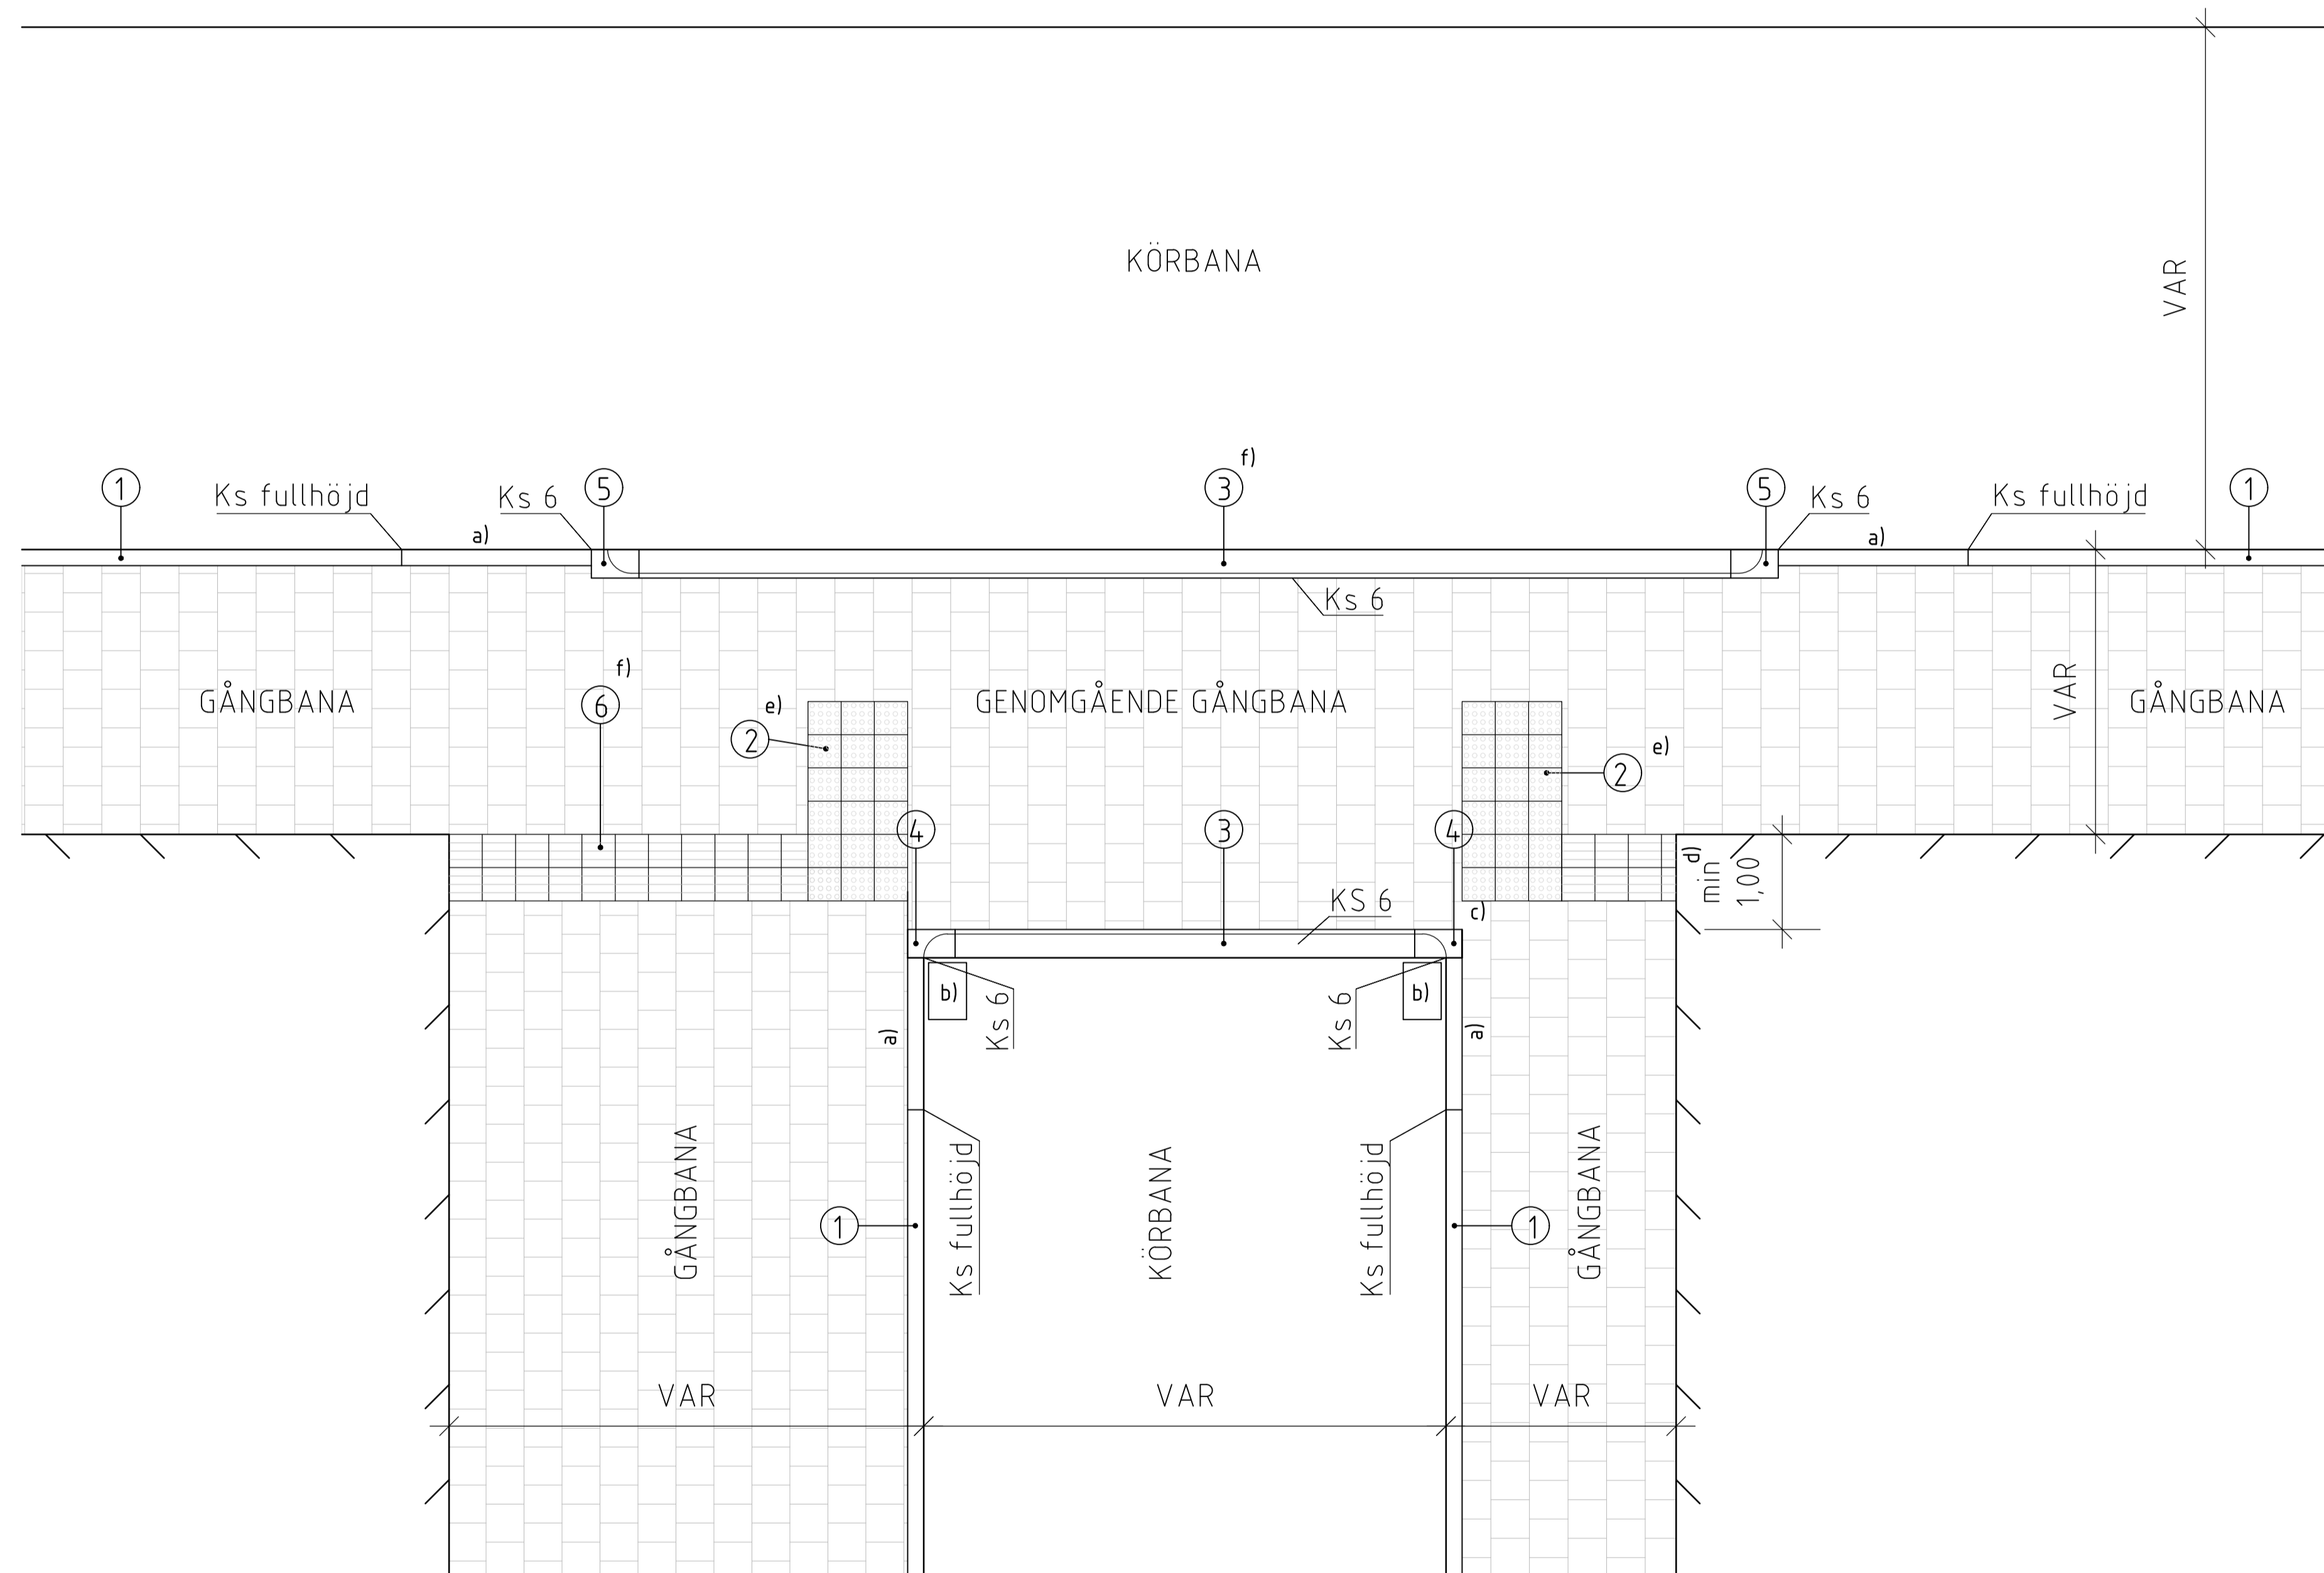 KÖRBANA
VAR
f)
1
Ks fullhöjd
Ks 6
5
3
5
Ks 6
Ks fullhöjd
1
a)
a)
Ks 6
f)
GÅNGBANA
6
e)
2
GENOMGÅENDE GÅNGBANA
e)
2
VAR
GÅNGBANA
4
3
4
d)
min
1,00
KS 6
c)
b)
b)
Ks 6
Ks 6
a)
a)
Ks fullhöjd
Ks fullhöjd
GÅNGBANA
1
KÖRBANA
1
GÅNGBANA
VAR
VAR
VAR